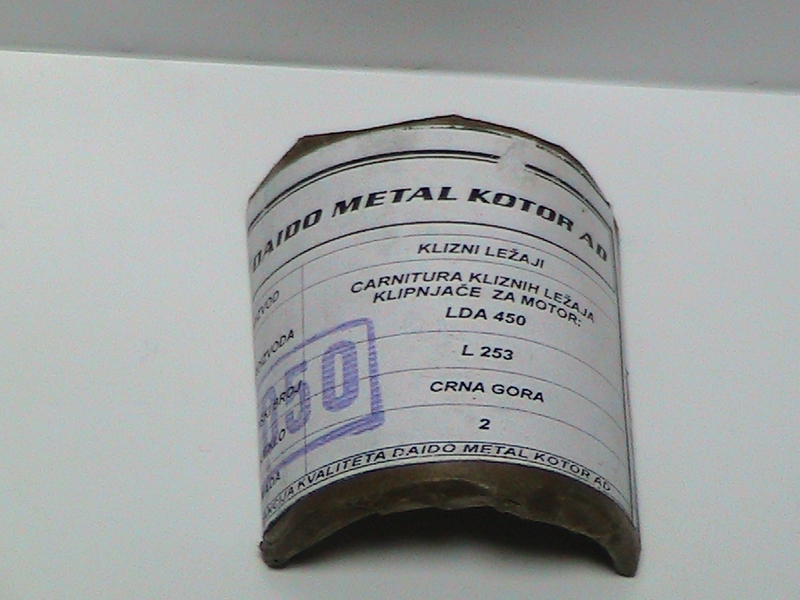 DAIDO METAL KOTOR AD
KLIZNI LEŽAJI
CARNITURA KLIZNIH LEŽAJA
KLIPNJAČE ZA MOTOR:
LDA 450
L 253
CRNA GORA
2
KVALITETA DAIDO METAL KOTOR AD